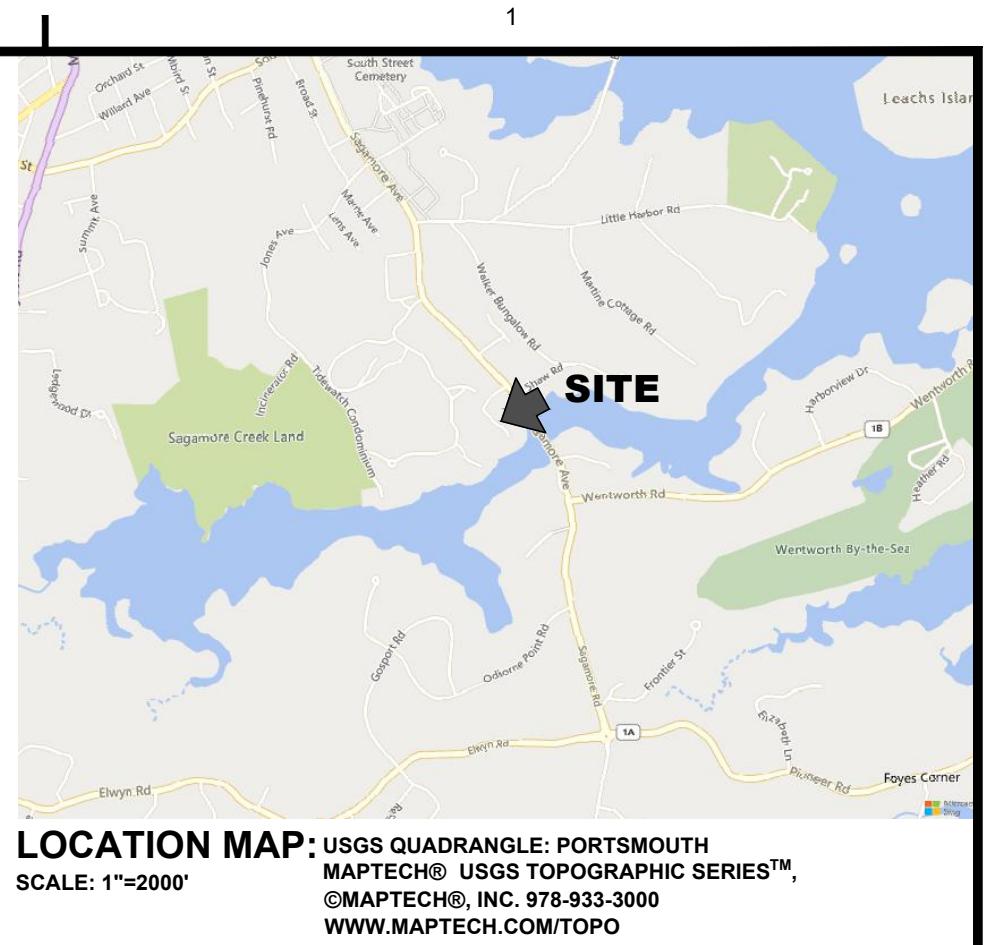 1
South Street
Cemetery
Orchard St
Willard Ave
Pinehurst Rd
Broad St
Leachs Islan
Sagamore Ave
St
Summit Ave
Maine Ave
Lens Ave
Jones Ave
Little Harbor Rd
Walker Bungalow Rd
Martine Cottage Rd
Shaw Rd
SITE
Ledgewood Dr
Incinerator Rd
Tidewatch Condominium
Harborview Dr
Wentworth R
1B
Sagamore Creek Land
gamore Ave
Wentworth Rd
Heather Rd
Wentworth By-the-Sea
Gosport Rd
Odiorne Point Rd
Sagamore Rd
Frontier St
1A
Elizabeth Ln
Elwyn Rd
Pioneer Rd
Foyes Corner
Elwyn Rd
LOCATION MAP: USGS QUADRANGLE: PORTSMOUTH
SCALE: 1"=2000'
MAPTECH® USGS TOPOGRAPHIC SERIES™,
©MAPTECH®, INC. 978-933-3000
WWW.MAPTECH.COM/TOPO